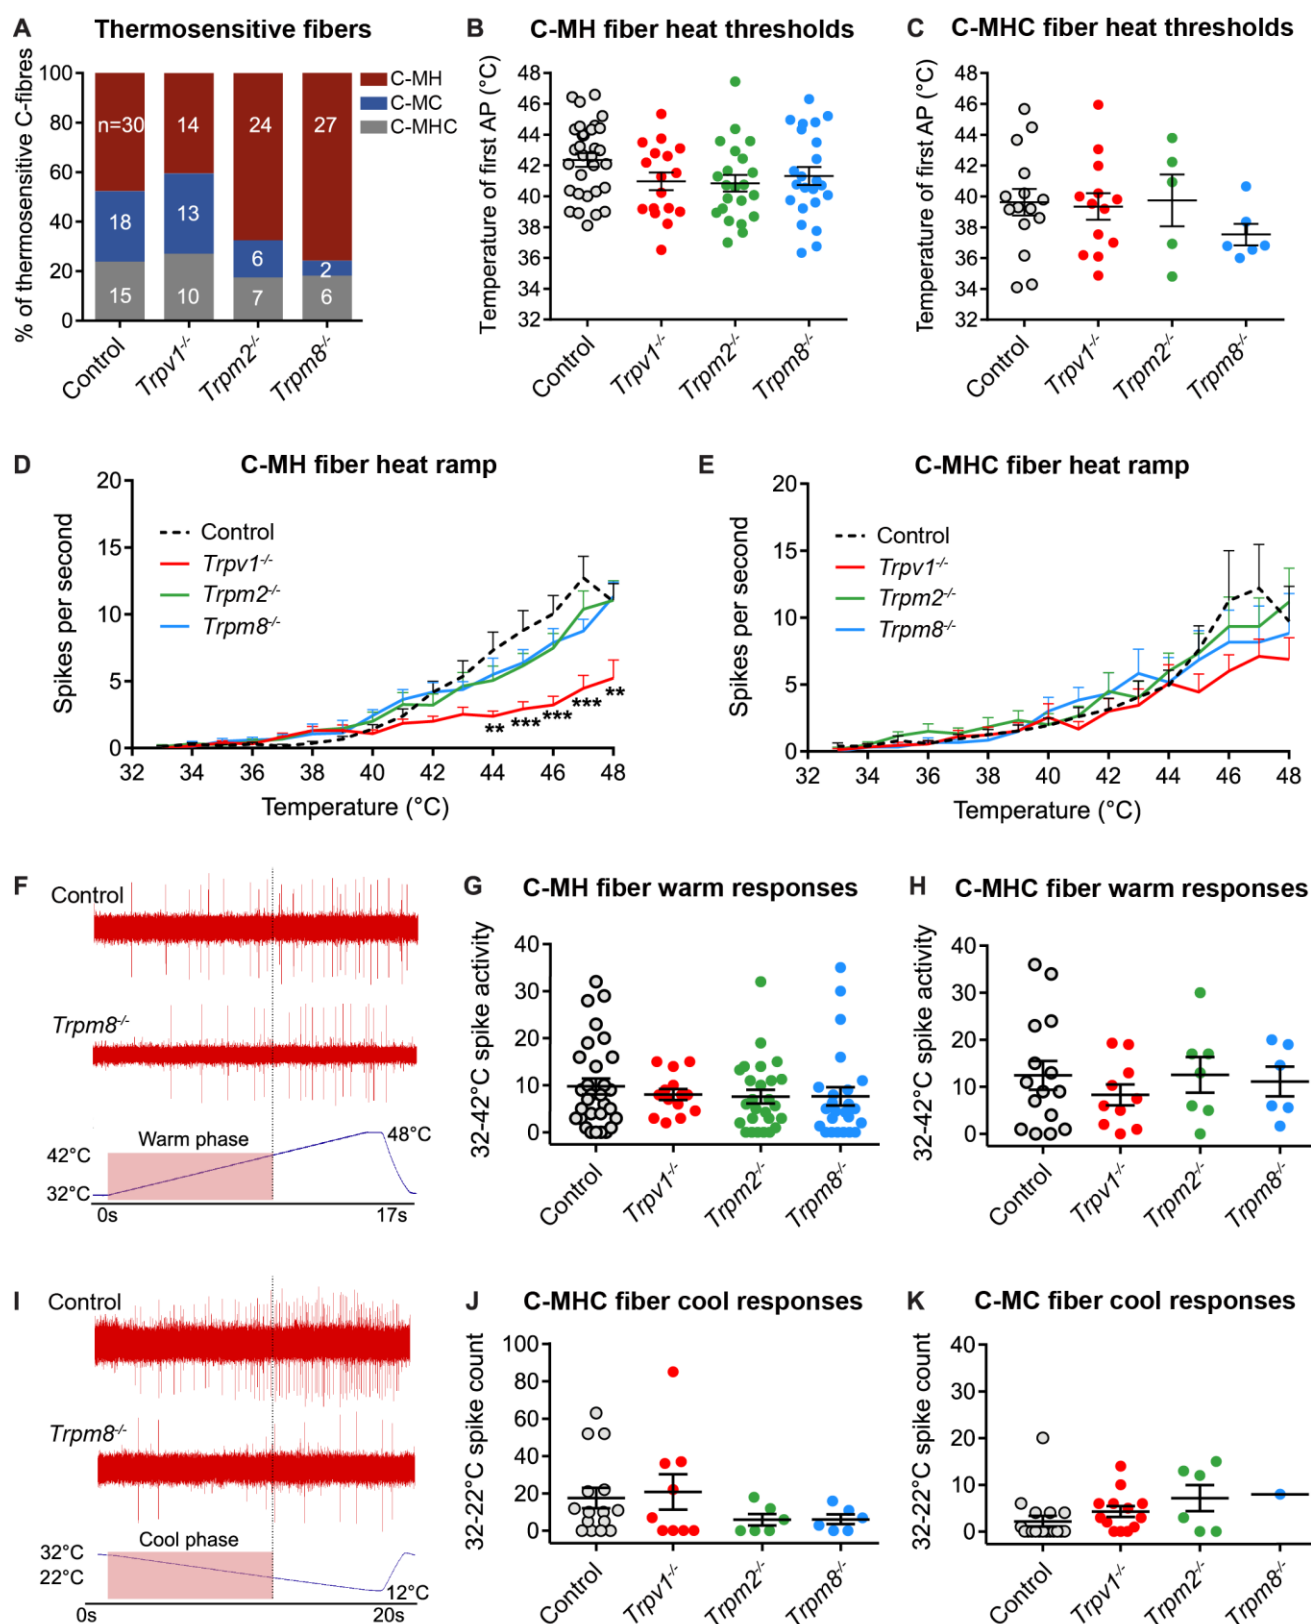 A Thermosensitive fibers
% of thermosensitive C-fibres
100
80
60
40
20
0
n=30 14 24 27
18 13 6 2
15 10 7 6
C-MH
C-MC
C-MHC
Control Trpv1-/- Trpm2-/- Trpm8-/-
B C-MH fiber heat thresholds
Temperature of first AP (°C)
48
46
44
42
40
38
36
34
32
Control Trpv1-/- Trpm2-/- Trpm8-/-
C C-MHC fiber heat thresholds
Temperature of first AP (°C)
48
46
44
42
40
38
36
34
32
Control Trpv1-/- Trpm2-/- Trpm8-/-
D C-MH fiber heat ramp
Spikes per second
20
15
10
5
0
Control
Trpv1-/-
Trpm2-/-
Trpm8-/-
** *** *** *** **
32 34 36 38 40 42 44 46 48
Temperature (°C)
E C-MHC fiber heat ramp
Spikes per second
20
15
10
5
0
Control
Trpv1-/-
Trpm2-/-
Trpm8-/-
32 34 36 38 40 42 44 46 48
Temperature (°C)
F
Control
Trpm8-/-
Warm phase
48°C
42°C
32°C
0s 17s
G C-MH fiber warm responses
32-42°C spike activity
40
30
20
10
0
Control Trpv1-/- Trpm2-/- Trpm8-/-
H C-MHC fiber warm responses
32-42°C spike activity
40
30
20
10
0
Control Trpv1-/- Trpm2-/- Trpm8-/-
I
Control
Trpm8-/-
Cool phase
32°C
22°C
12°C
0s 20s
J C-MHC fiber cool responses
32-22°C spike count
100
80
60
40
20
0
Control Trpv1-/- Trpm2-/- Trpm8-/-
K C-MC fiber cool responses
32-22°C spike count
40
30
20
10
0
Control Trpv1-/- Trpm2-/- Trpm8-/-